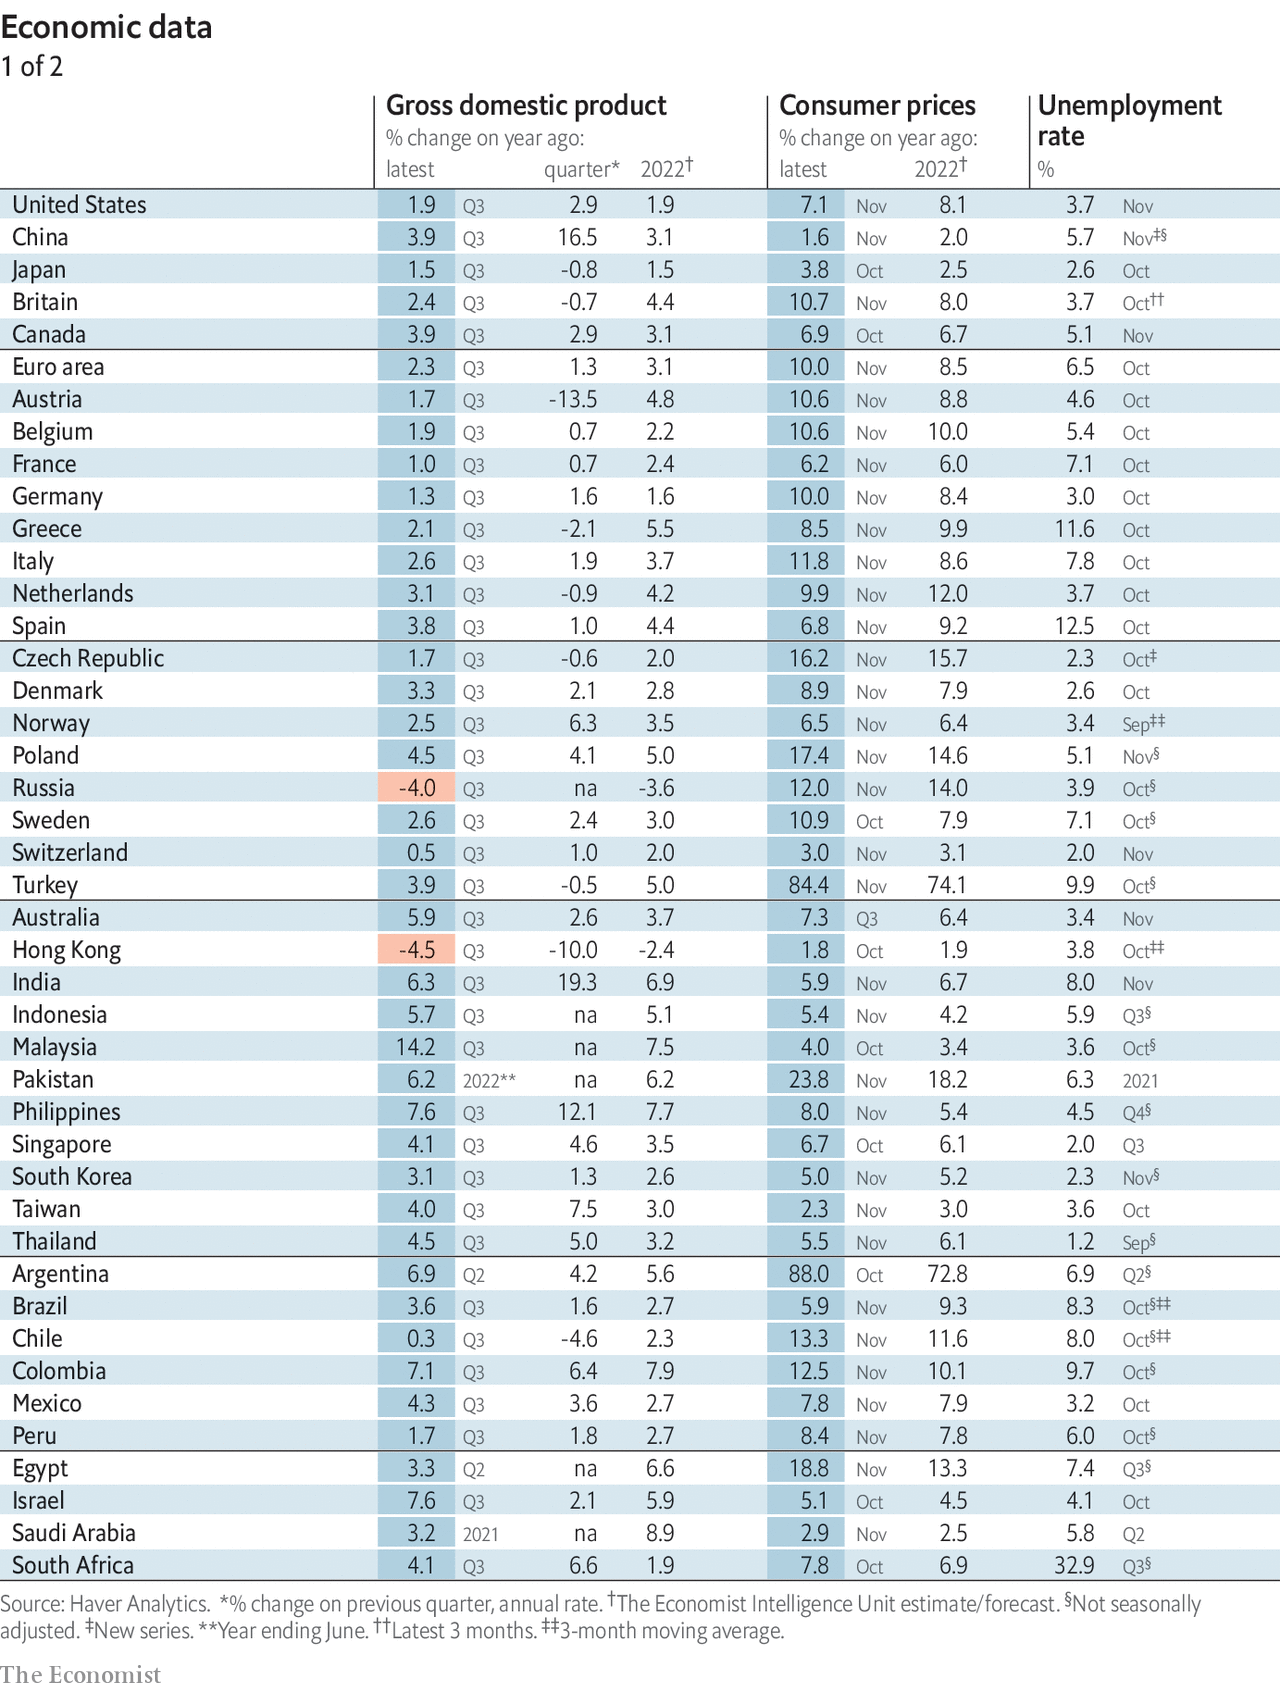 Economic data
1 of 2
Gross domestic product Consumer prices Unemployment
rate
% change on year ago: % change on year ago:
latest quarter* 2022† latest 2022† %
United States 1.9 Q3 2.9 1.9 7.1 Nov 8.1 3.7 Nov
China 3.9 Q3 16.5 3.1 1.6 Nov 2.0 5.7 Nov‡§
Japan 1.5 Q3 -0.8 1.5 3.8 Oct 2.5 2.6 Oct
Britain 2.4 Q3 -0.7 4.4 10.7 Nov 8.0 3.7 Oct††
Canada 3.9 Q3 2.9 3.1 6.9 Oct 6.7 5.1 Nov
Euro area 2.3 Q3 1.3 3.1 10.0 Nov 8.5 6.5 Oct
Austria 1.7 Q3 -13.5 4.8 10.6 Nov 8.8 4.6 Oct
Belgium 1.9 Q3 0.7 2.2 10.6 Nov 10.0 5.4 Oct
France 1.0 Q3 0.7 2.4 6.2 Nov 6.0 7.1 Oct
Germany 1.3 Q3 1.6 1.6 10.0 Nov 8.4 3.0 Oct
Greece 2.1 Q3 -2.1 5.5 8.5 Nov 9.9 11.6 Oct
Italy 2.6 Q3 1.9 3.7 11.8 Nov 8.6 7.8 Oct
Netherlands 3.1 Q3 -0.9 4.2 9.9 Nov 12.0 3.7 Oct
Spain 3.8 Q3 1.0 4.4 6.8 Nov 9.2 12.5 Oct
Czech Republic 1.7 Q3 -0.6 2.0 16.2 Nov 15.7 2.3 Oct‡
Denmark 3.3 Q3 2.1 2.8 8.9 Nov 7.9 2.6 Oct
Norway 2.5 Q3 6.3 3.5 6.5 Nov 6.4 3.4 Sep‡‡
Poland 4.5 Q3 4.1 5.0 17.4 Nov 14.6 5.1 Nov§
Russia -4.0 Q3 na -3.6 12.0 Nov 14.0 3.9 Oct§
Sweden 2.6 Q3 2.4 3.0 10.9 Oct 7.9 7.1 Oct§
Switzerland 0.5 Q3 1.0 2.0 3.0 Nov 3.1 2.0 Nov
Turkey 3.9 Q3 -0.5 5.0 84.4 Nov 74.1 9.9 Oct§
Australia 5.9 Q3 2.6 3.7 7.3 Q3 6.4 3.4 Nov
Hong Kong -4.5 Q3 -10.0 -2.4 1.8 Oct 1.9 3.8 Oct‡‡
India 6.3 Q3 19.3 6.9 5.9 Nov 6.7 8.0 Nov
Indonesia 5.7 Q3 na 5.1 5.4 Nov 4.2 5.9 Q3§
Malaysia 14.2 Q3 na 7.5 4.0 Oct 3.4 3.6 Oct§
Pakistan 6.2 2022** na 6.2 23.8 Nov 18.2 6.3 2021
Philippines 7.6 Q3 12.1 7.7 8.0 Nov 5.4 4.5 Q4§
Singapore 4.1 Q3 4.6 3.5 6.7 Oct 6.1 2.0 Q3
South Korea 3.1 Q3 1.3 2.6 5.0 Nov 5.2 2.3 Nov§
Taiwan 4.0 Q3 7.5 3.0 2.3 Nov 3.0 3.6 Oct
Thailand 4.5 Q3 5.0 3.2 5.5 Nov 6.1 1.2 Sep§
Argentina 6.9 Q2 4.2 5.6 88.0 Oct 72.8 6.9 Q2§
Brazil 3.6 Q3 1.6 2.7 5.9 Nov 9.3 8.3 Oct§‡‡
Chile 0.3 Q3 -4.6 2.3 13.3 Nov 11.6 8.0 Oct§‡‡
Colombia 7.1 Q3 6.4 7.9 12.5 Nov 10.1 9.7 Oct§
Mexico 4.3 Q3 3.6 2.7 7.8 Nov 7.9 3.2 Oct
Peru 1.7 Q3 1.8 2.7 8.4 Nov 7.8 6.0 Oct§
Egypt 3.3 Q2 na 6.6 18.8 Nov 13.3 7.4 Q3§
Israel 7.6 Q3 2.1 5.9 5.1 Oct 4.5 4.1 Oct
Saudi Arabia 3.2 2021 na 8.9 2.9 Nov 2.5 5.8 Q2
South Africa 4.1 Q3 6.6 1.9 7.8 Oct 6.9 32.9 Q3§
Source: Haver Analytics. *% change on previous quarter, annual rate. †The Economist Intelligence Unit estimate/forecast. §Not seasonally
adjusted. ‡New series. **Year ending June. ††Latest 3 months. ‡‡3-month moving average.
The Economist